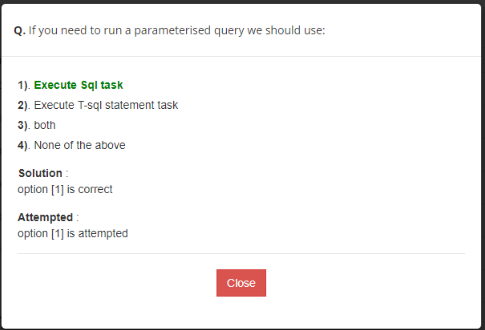 Q. If you need to run a parameterised query we should use:
1). Execute Sql task
2). Execute T-sql statement task
3). both
4). None of the above
Solution :
option [1] is correct
Attempted :
option [1] is attempted
Close